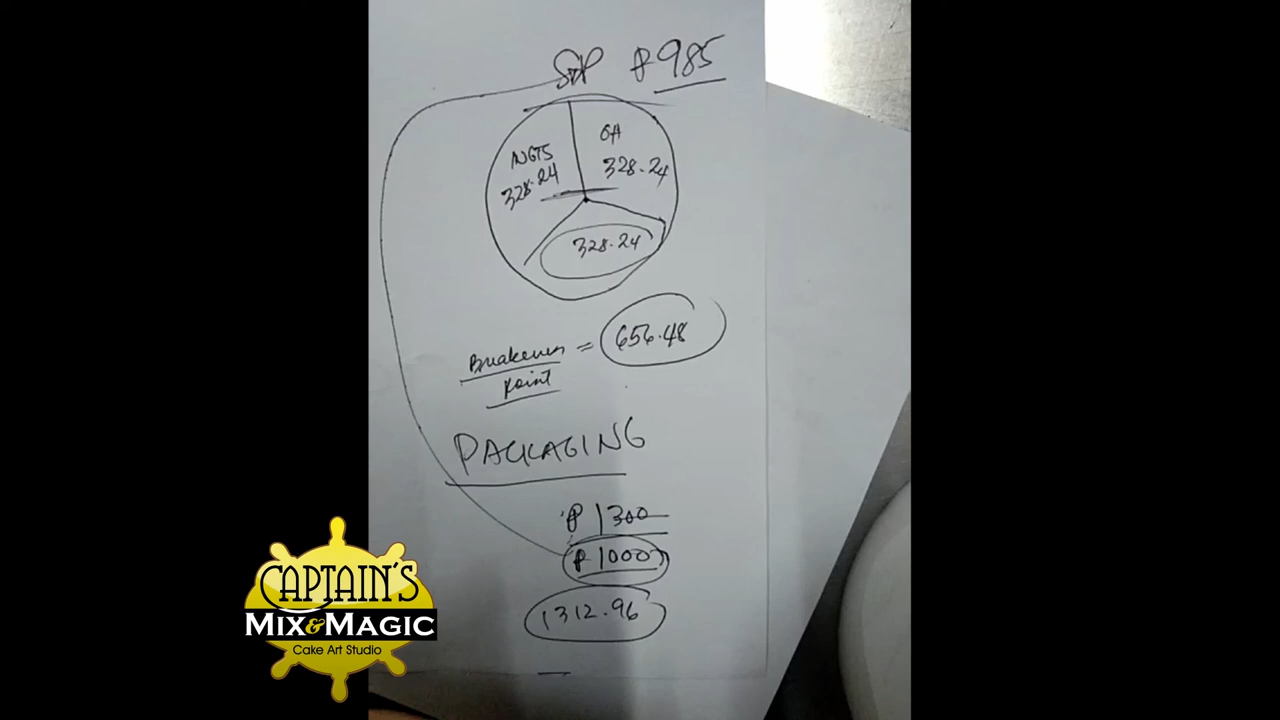 SRP ₱985
NGTS
328.24
OH
328.24
328.24
Breakeven
Point
= 656.48
PACKAGING
₱1300
₱1000
1312.96
CAPTAIN'S
MIX&MAGIC
Cake Art Studio